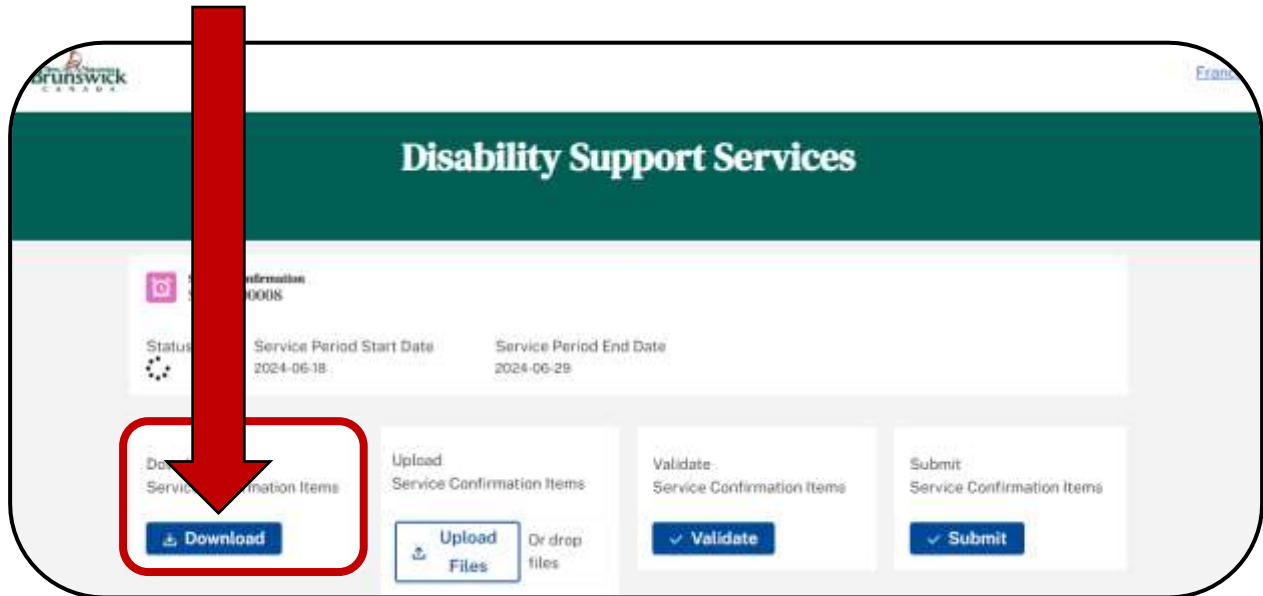 Brunswick
CANADA
Disability Support Services
Status
Service Period Start Date
Service Period End Date
2024-06-18
2024-06-29
Service Confirmation Items
Download
Upload
Service Confirmation Items
Upload
Files
Or drop
files
Validate
Service Confirmation Items
Validate
Submit
Service Confirmation Items
Submit